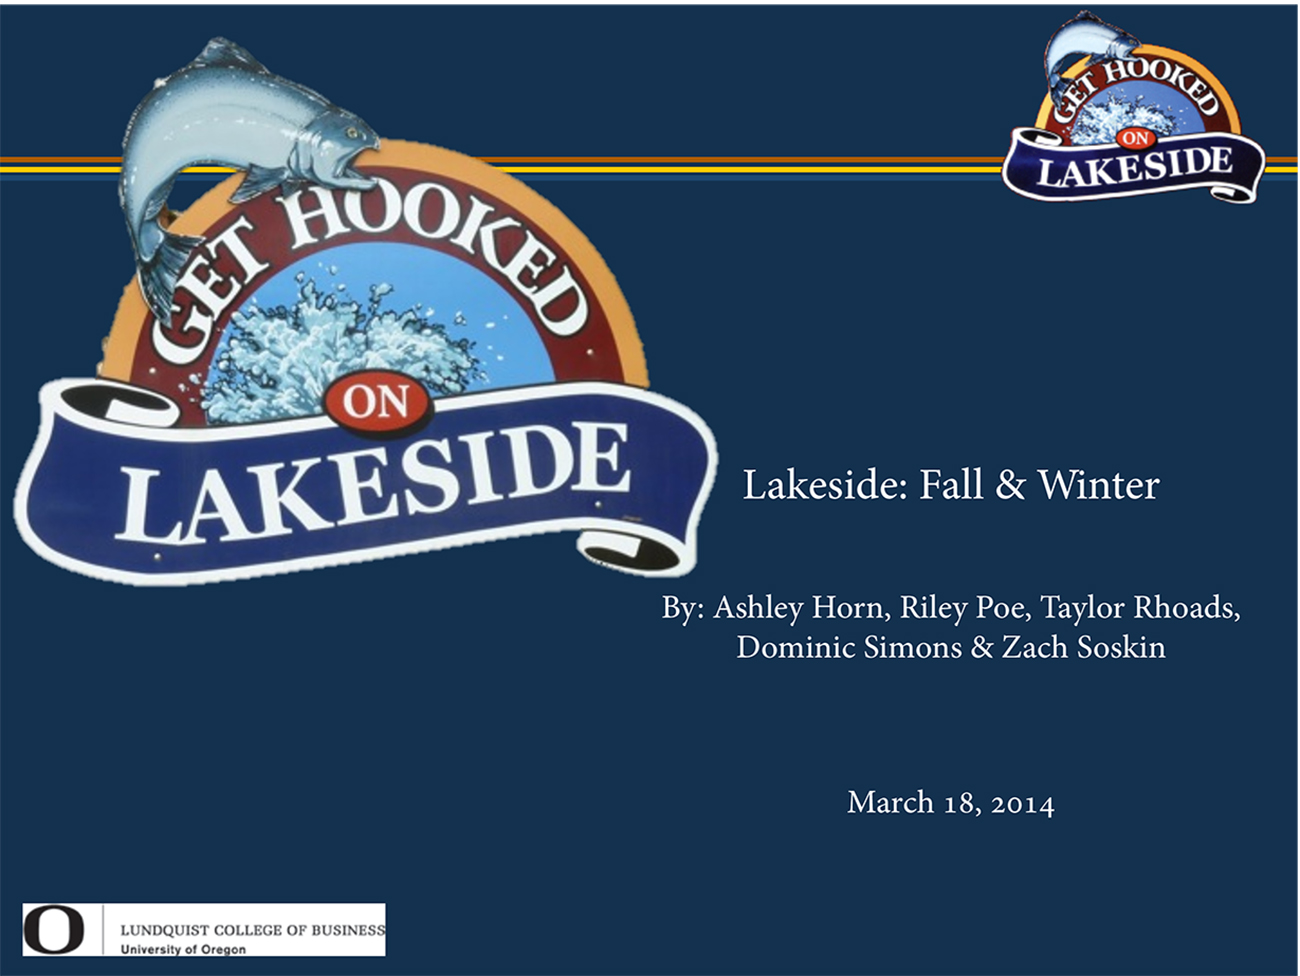 GET HOOKED
ON
LAKESIDE
GET HOOKED
ON
LAKESIDE
Lakeside: Fall & Winter
By: Ashley Horn, Riley Poe, Taylor Rhoads,
Dominic Simons & Zach Soskin
March 18, 2014
O
LUNDQUIST COLLEGE OF BUSINESS
University of Oregon